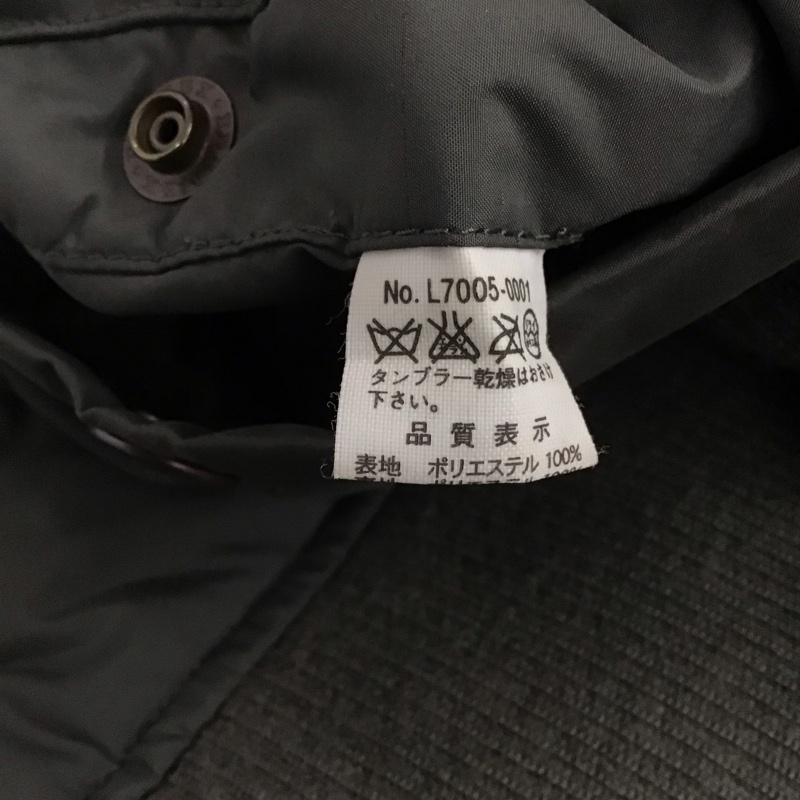 No. L7005-0001
タンブラー乾燥はおさけ
下さい。
品質表示
表地 ポリエステル 100%